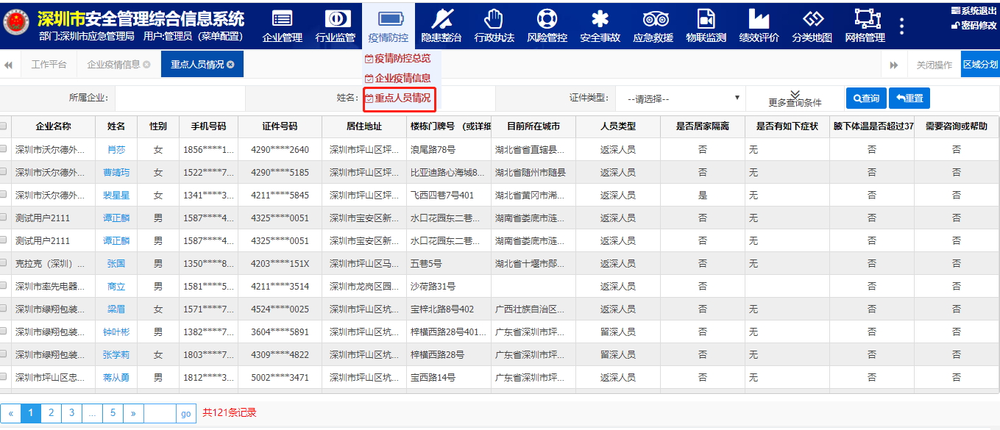 深圳市安全管理综合信息系统
部门:深圳市应急管理局 用户:管理员 (菜单配置)
企业管理 行业监管 疫情防控 隐患整治 行政执法 风险管控 安全事故 应急救援 物联监测 绩效评价 分类地图 网格管理
系统退出
密码修改
疫情防控总览
企业疫情信息
重点人员情况
工作平台 企业疫情信息 重点人员情况 关闭操作 区域分划
所属企业: 姓名: 证件类型: --请选择-- 更多查询条件 查询 重置
企业名称 姓名 性别 手机号码 证件号码 居住地址 楼栋门牌号 (或详细 目前所在城市 人员类型 是否居家隔离 是否有如下症状 腋下体温是否超过37 需要咨询或帮助
深圳市沃尔德外... 肖莎 女 1856****1... 4290****2640 深圳市坪山区坪... 浪尾路78号 湖北省省直辖县... 返深人员 否 无 否 否
深圳市沃尔德外... 曹靖玙 女 1522****7... 4290****5185 深圳市坪山区坪... 比亚迪路心海城8... 湖北省随州市随县 返深人员 否 无 否 否
深圳市沃尔德外... 裴星星 女 1341****3... 4211****5845 深圳市坪山区坪... 飞西四巷7号401 湖北省黄冈市浠... 返深人员 是 无 否 否
测试用户2111 谭正麟 男 1587****4... 4325****0051 深圳市宝安区新... 水口花园东二巷... 湖南省娄底市涟... 返深人员 否 无 否 否
测试用户2111 谭正麟 男 1587****4... 4325****0051 深圳市宝安区新... 水口花园东二巷... 湖南省娄底市涟... 返深人员 否 无 否 否
克拉克（深圳）... 张国 男 1350****8... 4203****151X 深圳市坪山区马... 五巷5号 湖北省十堰市郧... 返深人员 否 无 否 否
深圳市率先电器... 商立 男 1581****5... 4211****3514 深圳市龙岗区园... 沙荷路31号 返深人员 否 否 否
深圳市绿翔包装... 梁眉 女 1571****7... 4524****0025 深圳市坪山区坑... 宝梓北路8号402 广西壮族自治区... 返深人员 否 无 否 否
深圳市绿翔包装... 钟叶彬 男 1382****7... 3604****5891 深圳市坪山区坑... 梓横西路28号401... 广东省深圳市坪... 留深人员 否 无 否 否
深圳市绿翔包装... 张学莉 女 1803****7... 4309****4822 深圳市坪山区坑... 梓横西路28号 广东省深圳市坪... 留深人员 否 无 否 否
深圳市坪山区忠... 蒋从勇 男 1812****3... 5002****3471 深圳市坪山区坑... 宝西路14号 广东省深圳市坪... 返深人员 否 无 否 否
« 1 2 3 ... 5 » go 共121条记录